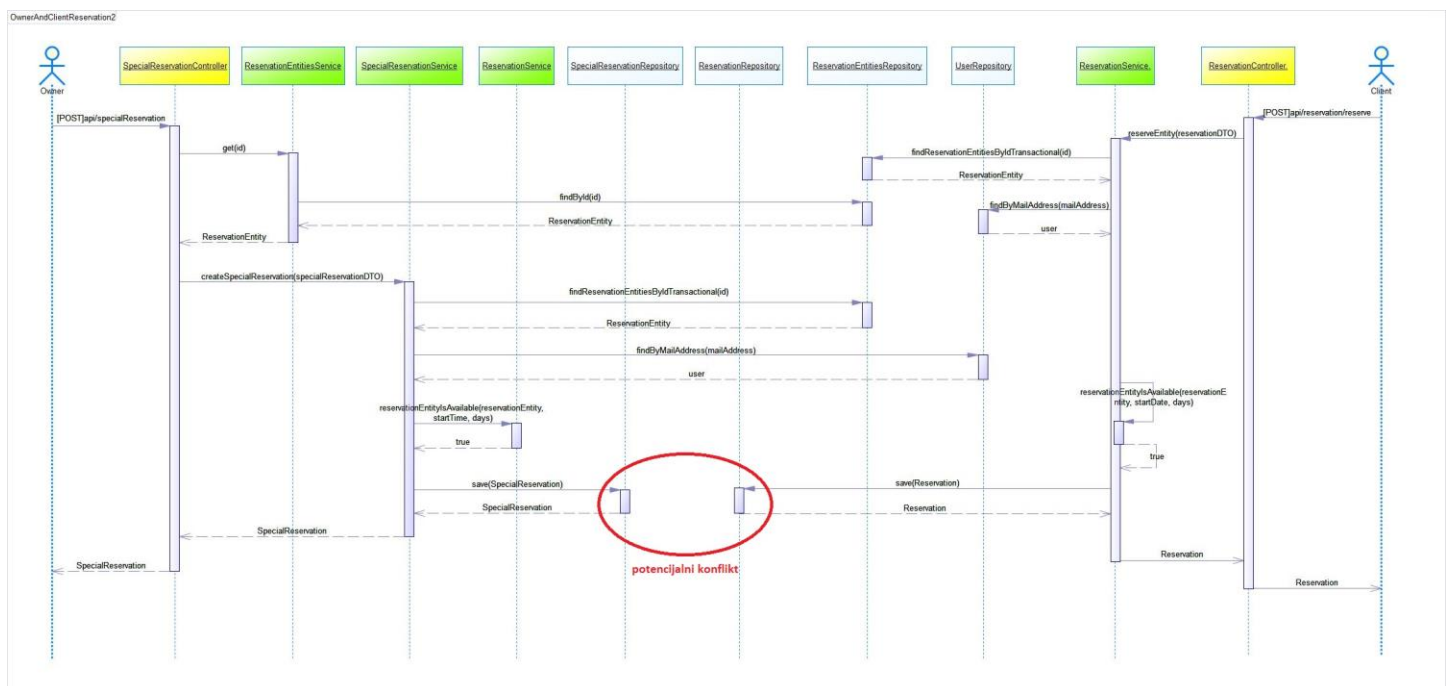 OwnerAndClientReservation2
SpecialReservationController
ReservationEntitiesService
SpecialReservationService
ReservationService
SpecialReservationRepository
ReservationRepository
ReservationEntitiesRepository
UserRepository
ReservationService.
ReservationController.
Owner
Client
[POST]api/specialReservation
[POST]api/reservation/reserve
reserveEntity(reservationDTO)
get(id)
findReservationEntitiesByIdTransactional(id)
ReservationEntity
findById(id)
findByMailAddress(mailAddress)
ReservationEntity
user
ReservationEntity
createSpecialReservation(specialReservationDTO)
findReservationEntitiesByIdTransactional(id)
ReservationEntity
findByMailAddress(mailAddress)
user
reservationEntityIsAvailable(reservationE
ntity, startDate, days)
reservationEntityIsAvailable(reservationEntity,
startTime, days)
true
true
save(SpecialReservation)
save(Reservation)
SpecialReservation
Reservation
SpecialReservation
Reservation
SpecialReservation
potencijalni konflikt
Reservation